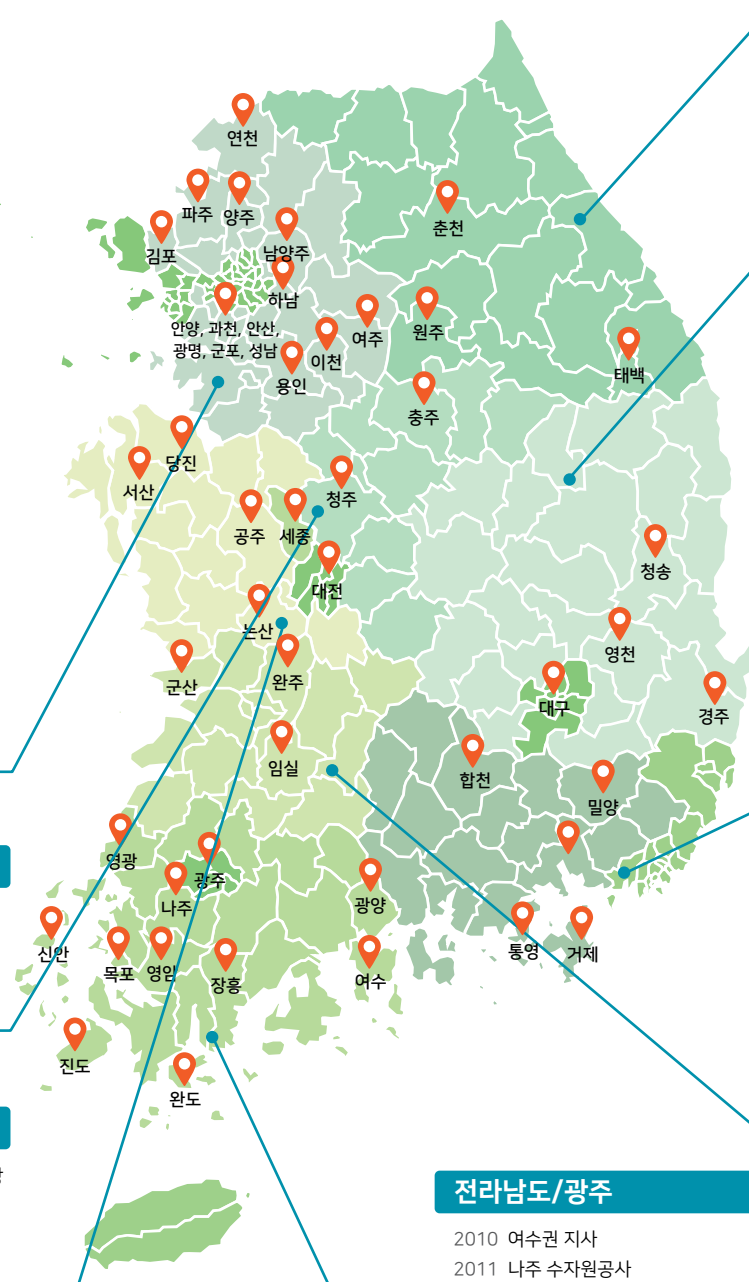 연천
파주
양주
남양주
김포
하남
춘천
안양, 과천, 안산,
광명, 군포, 성남
여주
원주
이천
용인
태백
충주
당진
서산
청주
공주
세종
대전
청송
논산
영천
완주
군산
대구
경주
임실
합천
밀양
영광
광주
나주
광양
신안
목포
영암
장흥
여수
통영
거제
진도
완도
전라남도/광주
2010 여수권 지사
2011 나주 수자원공사